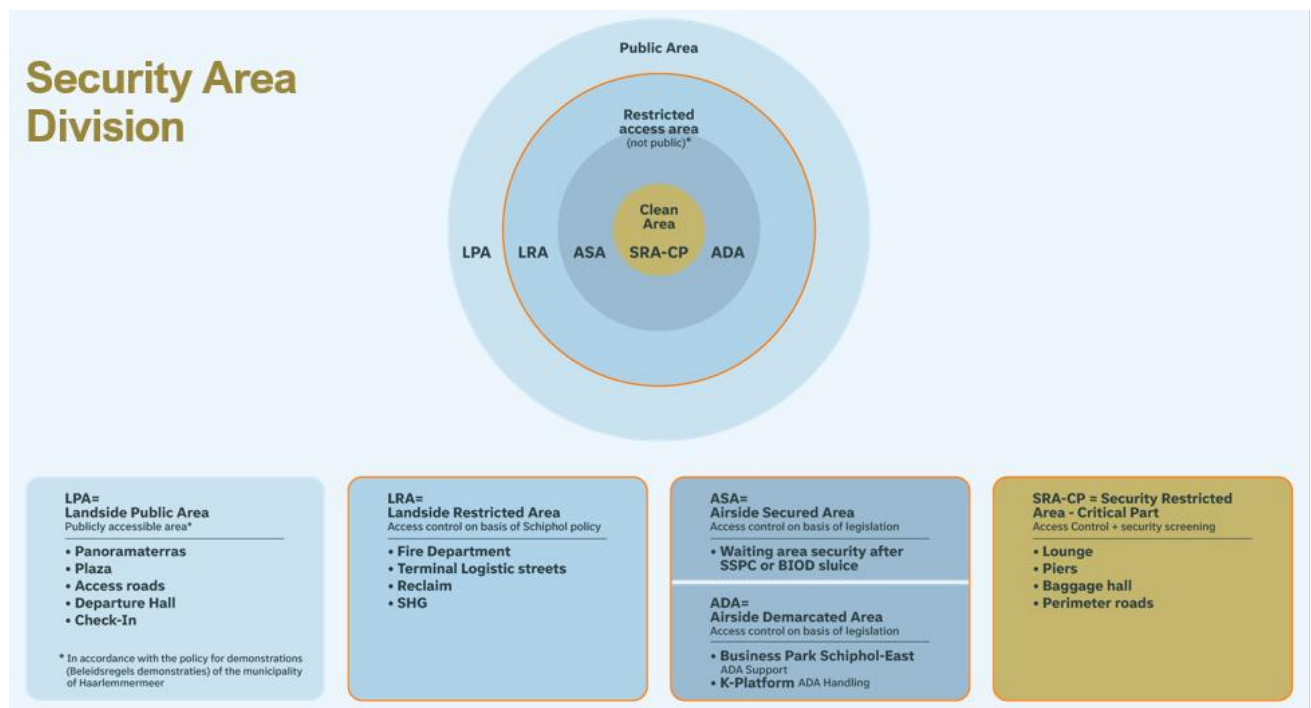 Security Area
Division
Public Area
Restricted
access area
(not public)*
Clean
Area
LPA LRA ASA SRA-CP ADA
LPA=
Landside Public Area
Publicly accessible area*
• Panoramaterras
• Plaza
• Access roads
• Departure Hall
• Check-In
* In accordance with the policy for demonstrations
(Beleidsregels demonstraties) of the municipality
of Haarlemmermeer
LRA=
Landside Restricted Area
Access control on basis of Schiphol policy
• Fire Department
• Terminal Logistic streets
• Reclaim
• SHG
ASA=
Airside Secured Area
Access control on basis of legislation
• Waiting area security after
SSPC or BIOD sluice
ADA=
Airside Demarcated Area
Access control on basis of legislation
• Business Park Schiphol-East
ADA Support
• K-Platform ADA Handling
SRA-CP = Security Restricted
Area - Critical Part
Access Control + security screening
• Lounge
• Piers
• Baggage hall
• Perimeter roads